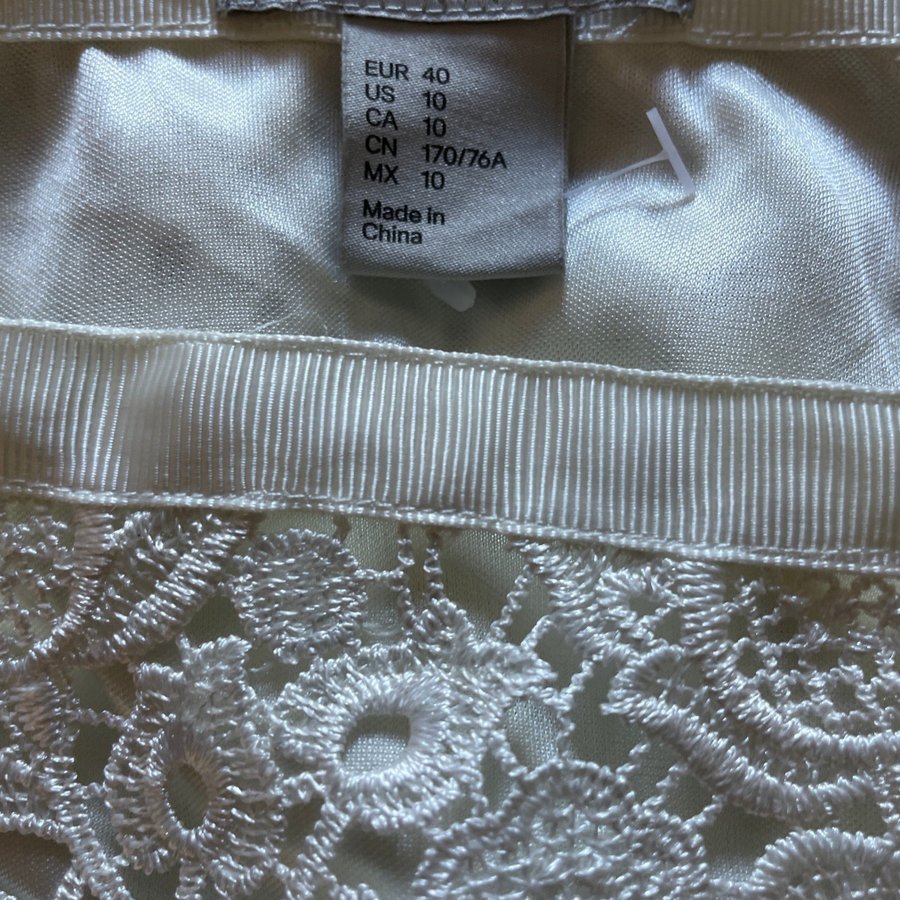 EUR 40
US 10
CA 10
CN 170/76A
MX 10
Made in
China